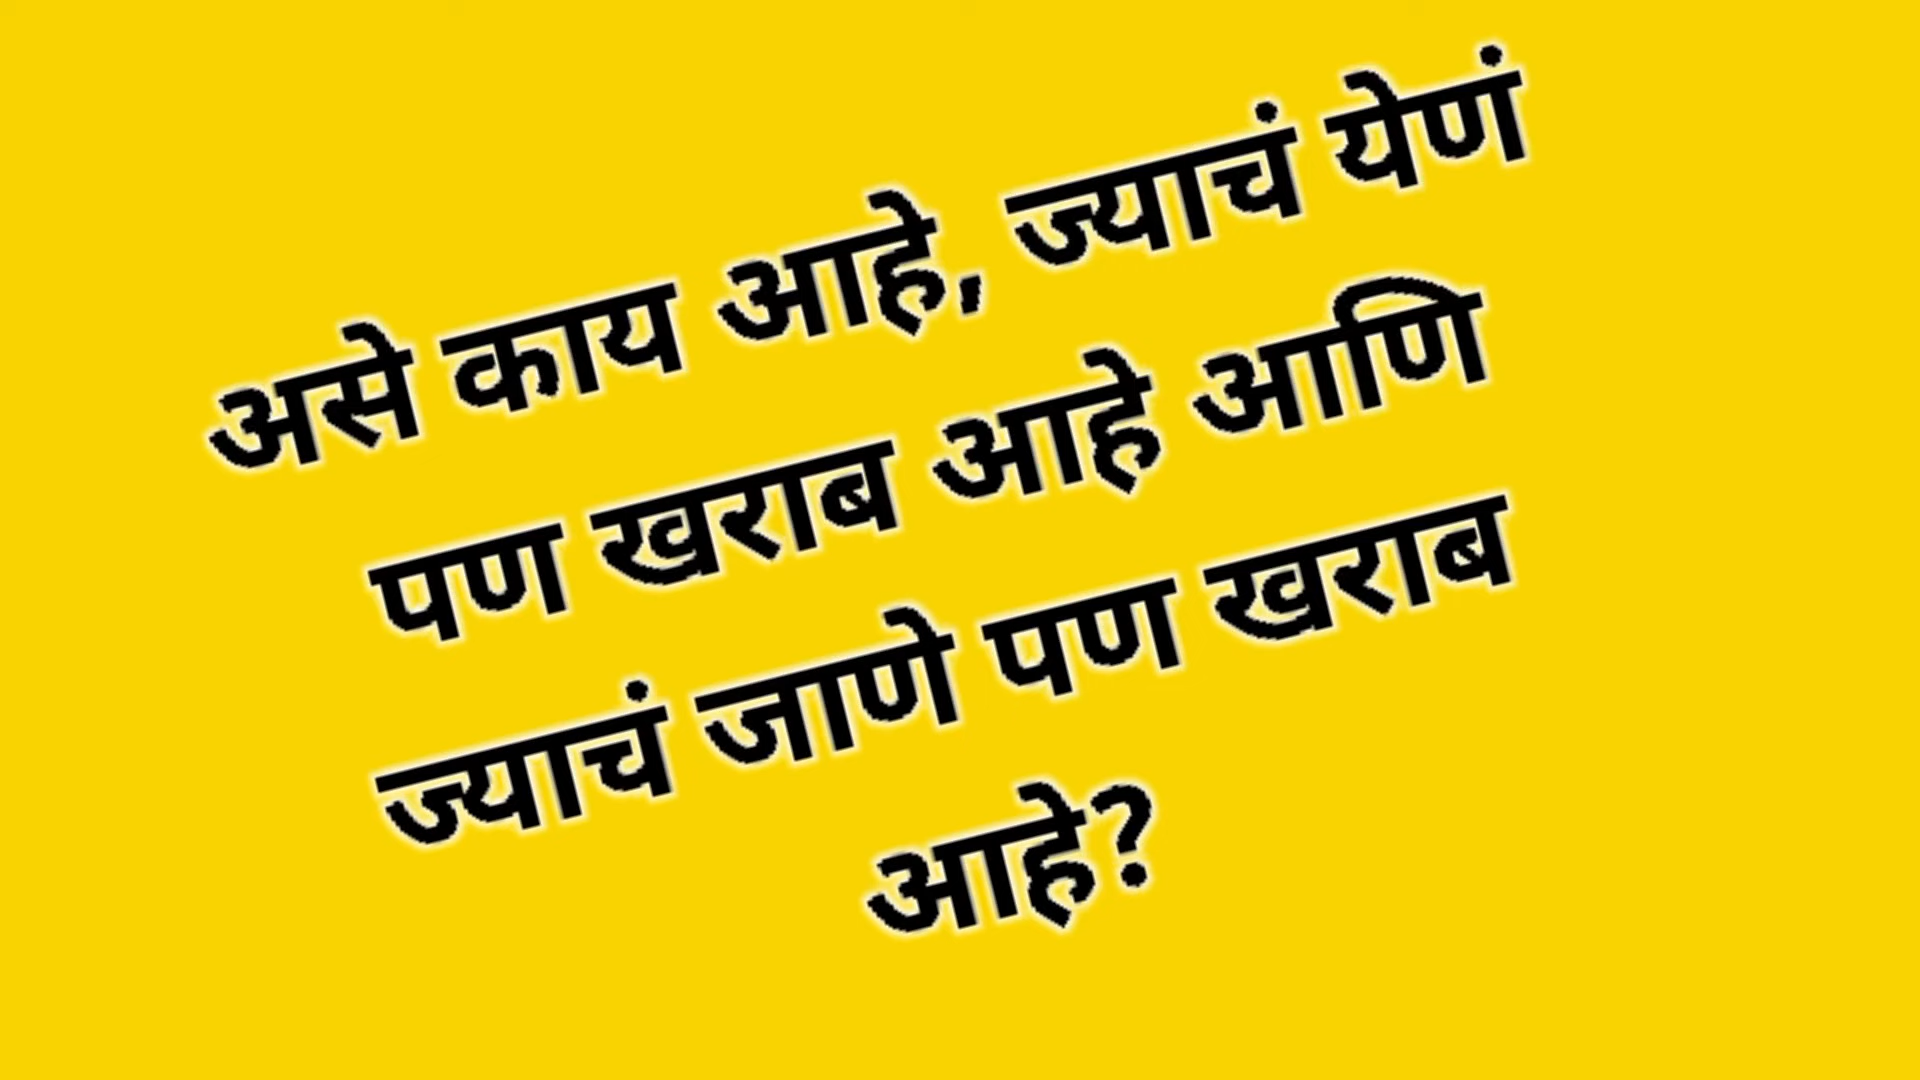 असे काय आहे, ज्याचं येणं
पण खराब आहे आणि
ज्याचं जाणे पण खराब
आहे?